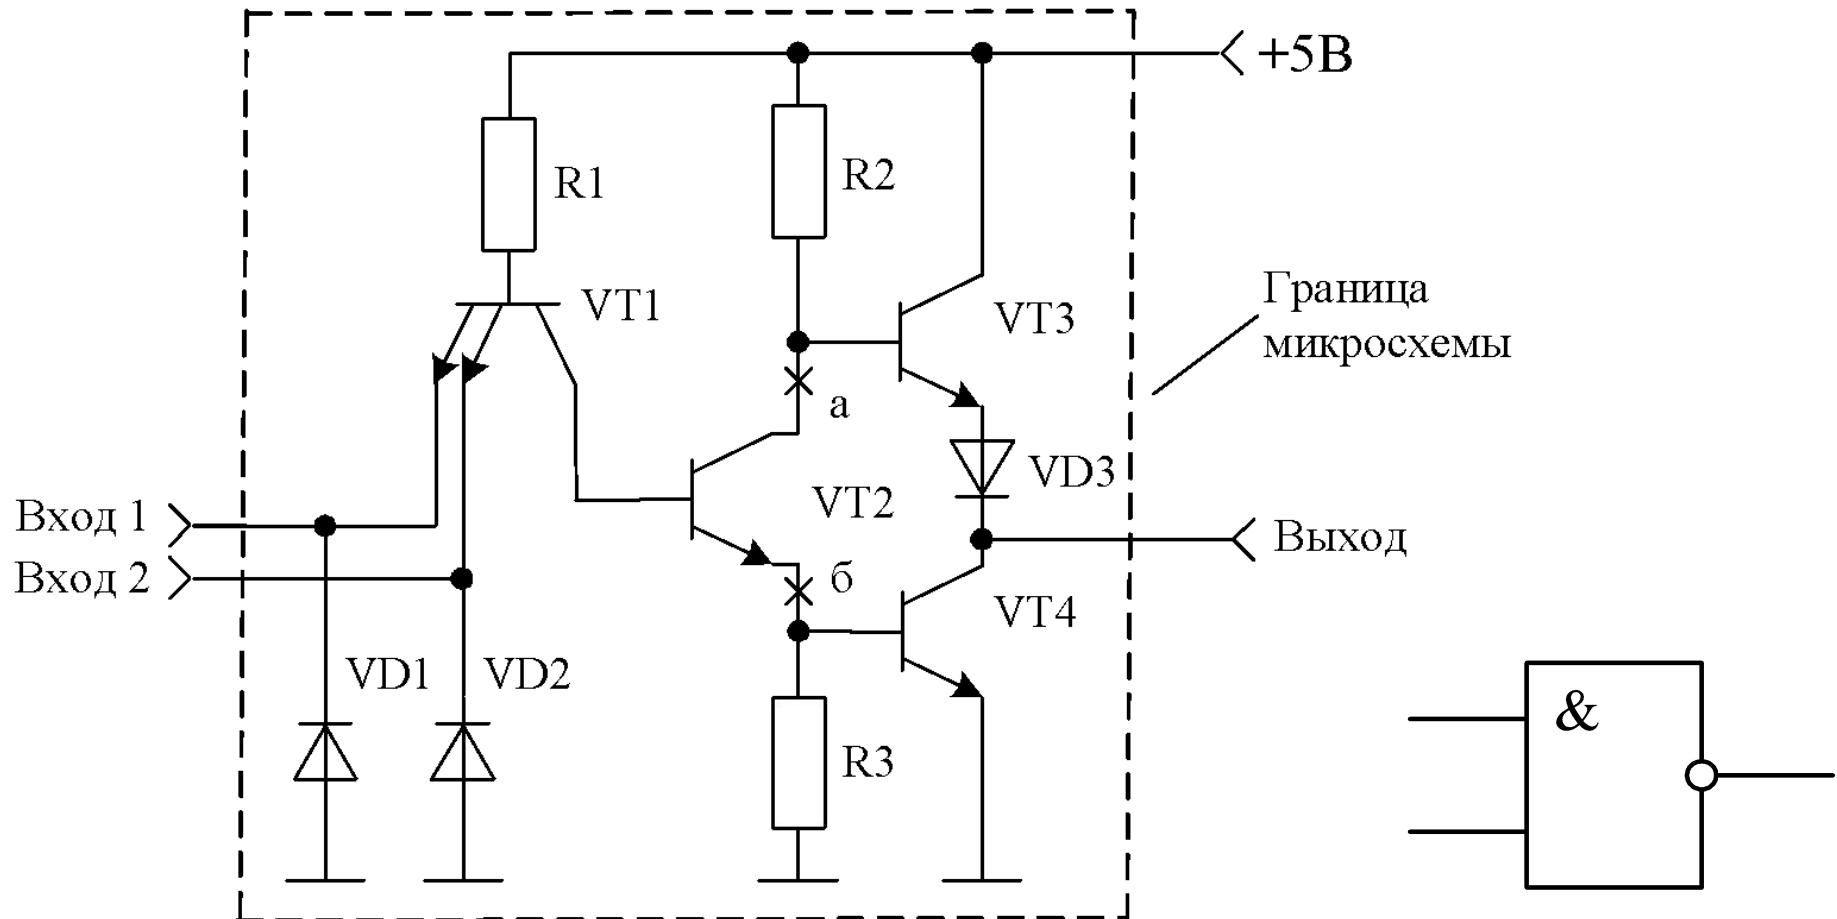 +5В
R1
R2
VT1
VT3
Граница
микросхемы
а
VD3
VT2
Вход 1
Выход
Вход 2
б
VT4
VD1
VD2
R3
&